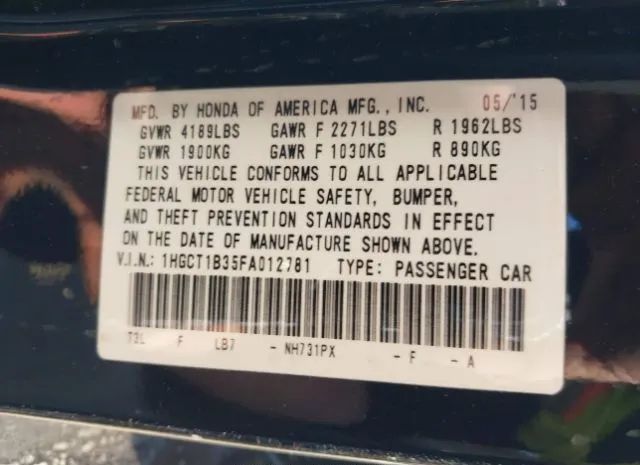 MFD. BY HONDA OF AMERICA MFG., INC. 05/'15
GVWR 4189LBS GAWR F 2271LBS R 1962LBS
GVWR 1900KG GAWR F 1030KG R 890KG
THIS VEHICLE CONFORMS TO ALL APPLICABLE
FEDERAL MOTOR VEHICLE SAFETY, BUMPER,
AND THEFT PREVENTION STANDARDS IN EFFECT
ON THE DATE OF MANUFACTURE SHOWN ABOVE.
V.I.N.: 1HGCT1B35FA012781 TYPE: PASSENGER CAR
T3L F LB7 - NH731PX - F - A